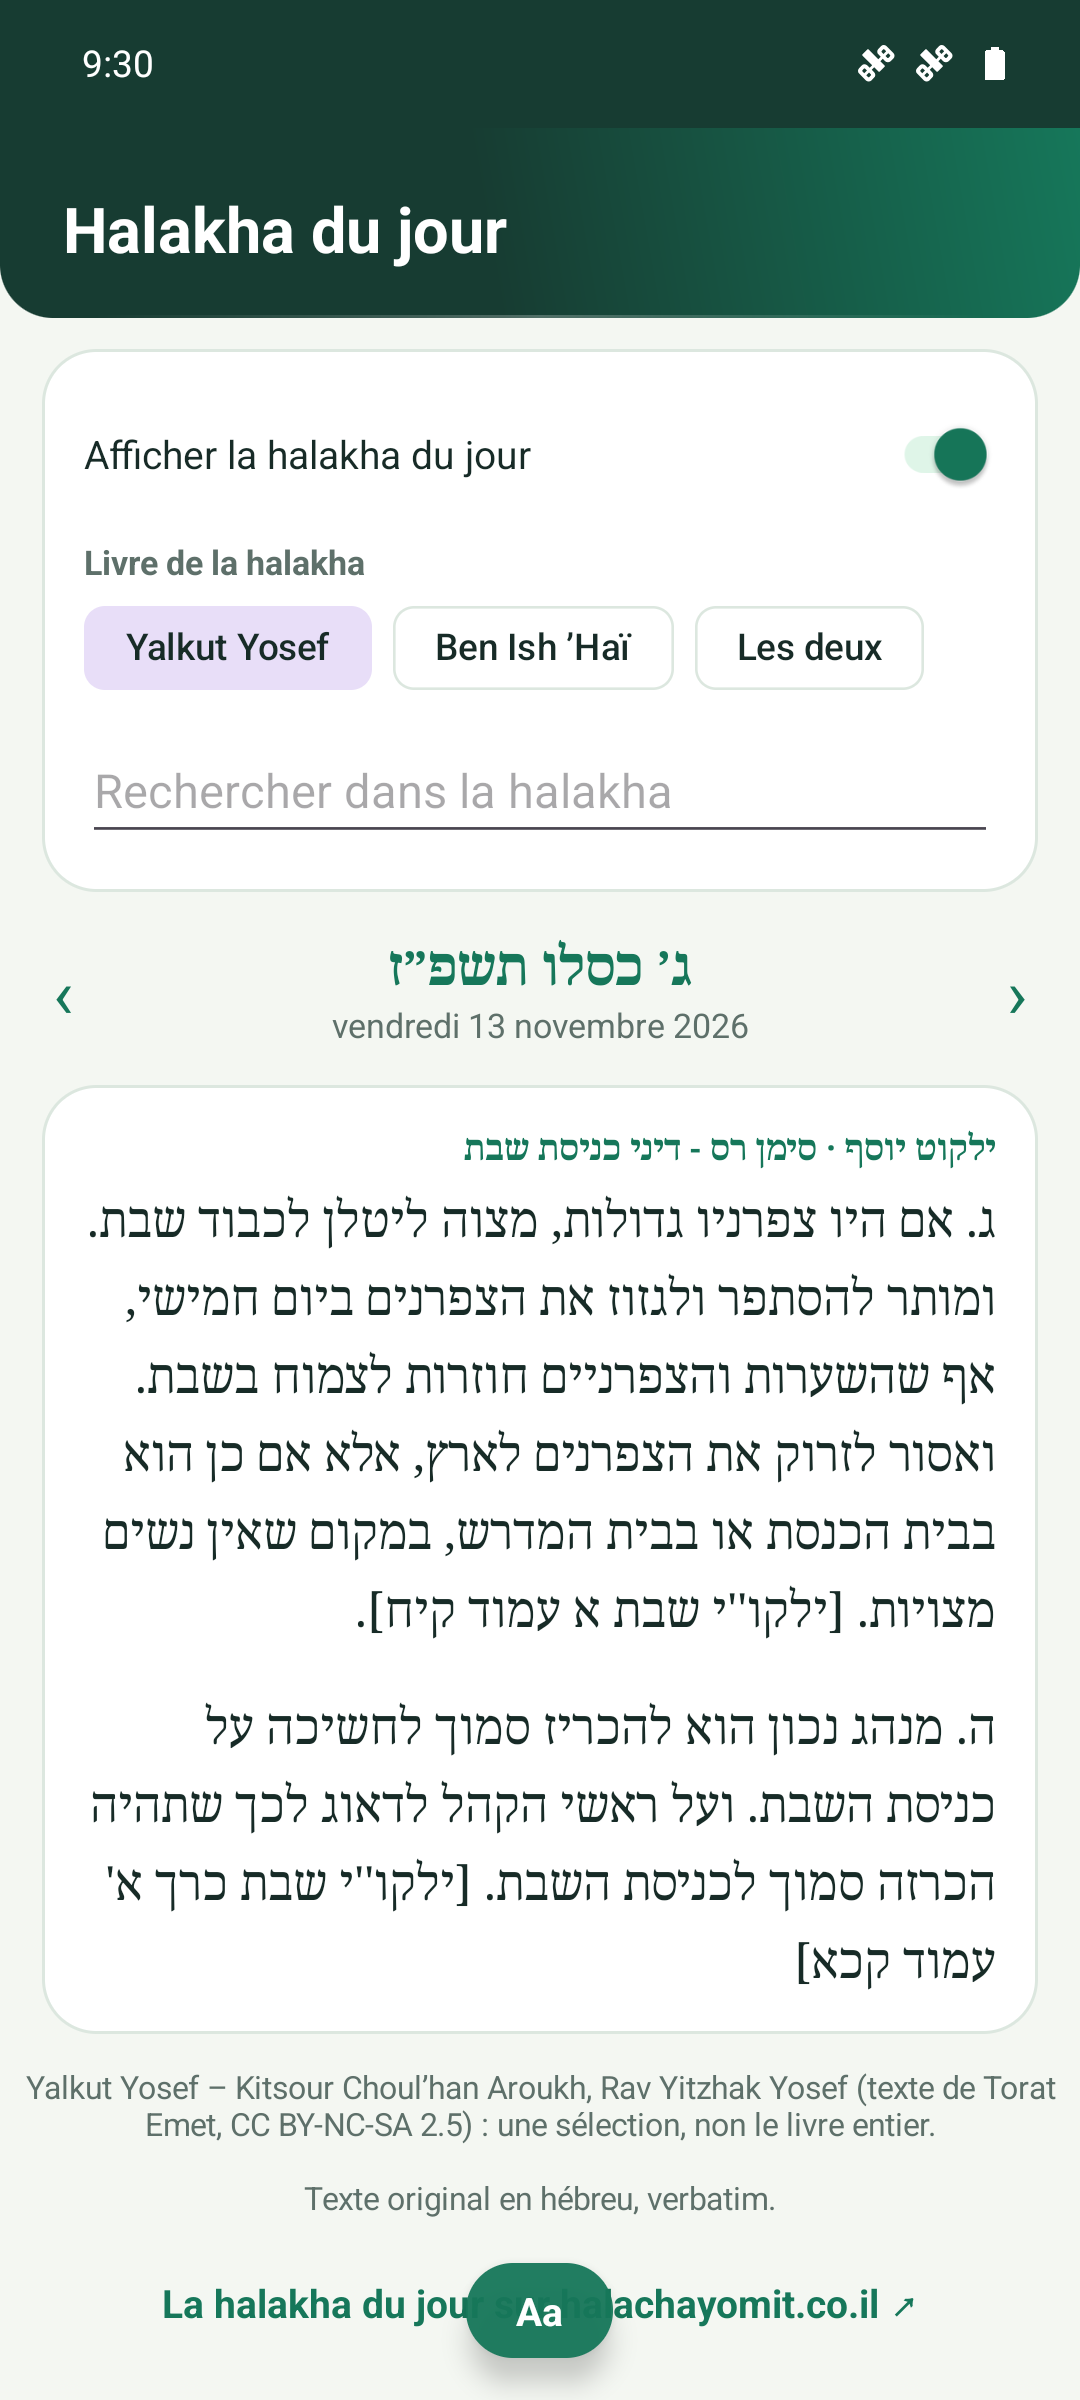 9:30
Halakha du jour
Afficher la halakha du jour
Livre de la halakha
Yalkut Yosef
Ben Ish ’Haï
Les deux
Rechercher dans la halakha
ג׳ כסלו תשפ״ז
‹
›
vendredi 13 novembre 2026
ילקוט יוסף · סימן רס - דיני כניסת שבת
ג. אם היו צפרניו גדולות, מצוה ליטלן לכבוד שבת.
ומותר להסתפר ולגזוז את הצפרנים ביום חמישי,
אף שהשערות והצפרניים חוזרות לצמוח בשבת.
ואסור לזרוק את הצפרנים לארץ, אלא אם כן הוא
בבית הכנסת או בבית המדרש, במקום שאין נשים
מצויות. [ילקו''י שבת א עמוד קיח].
ה. מנהג נכון הוא להכריז סמוך לחשיכה על
כניסת השבת. ועל ראשי הקהל לדאוג לכך שתהיה
הכרזה סמוך לכניסת השבת. [ילקו''י שבת כרך א'
עמוד קכא]
Yalkut Yosef – Kitsour Choul’han Aroukh, Rav Yitzhak Yosef (texte de Torat
Emet, CC BY-NC-SA 2.5) : une sélection, non le livre entier.
Texte original en hébreu, verbatim.
La halakha du jour sur halachayomit.co.il ↗
Aa